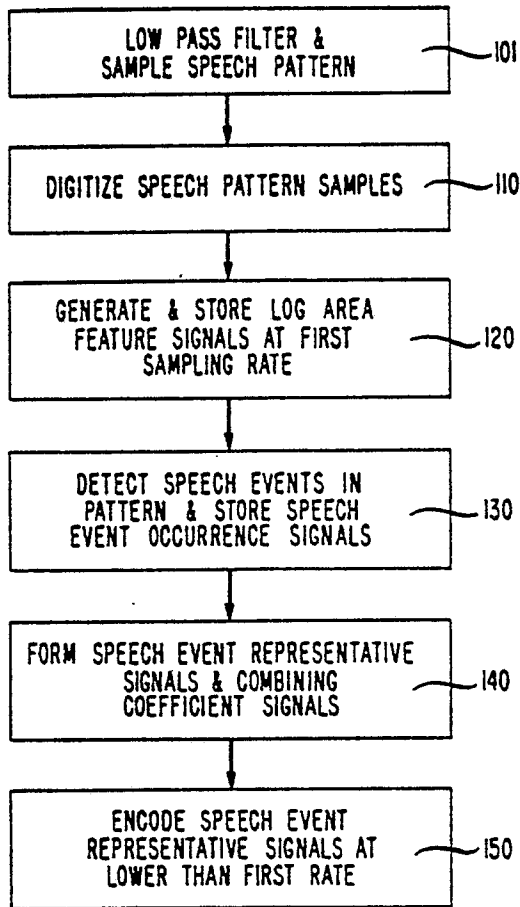 LOW PASS FILTER &
SAMPLE SPEECH PATTERN
101
DIGITIZE SPEECH PATTERN SAMPLES
110
GENERATE & STORE LOG AREA
FEATURE SIGNALS AT FIRST
SAMPLING RATE
120
DETECT SPEECH EVENTS IN
PATTERN & STORE SPEECH
EVENT OCCURRENCE SIGNALS
130
FORM SPEECH EVENT REPRESENTATIVE
SIGNALS & COMBINING
COEFFICIENT SIGNALS
140
ENCODE SPEECH EVENT
REPRESENTATIVE SIGNALS AT
LOWER THAN FIRST RATE
150